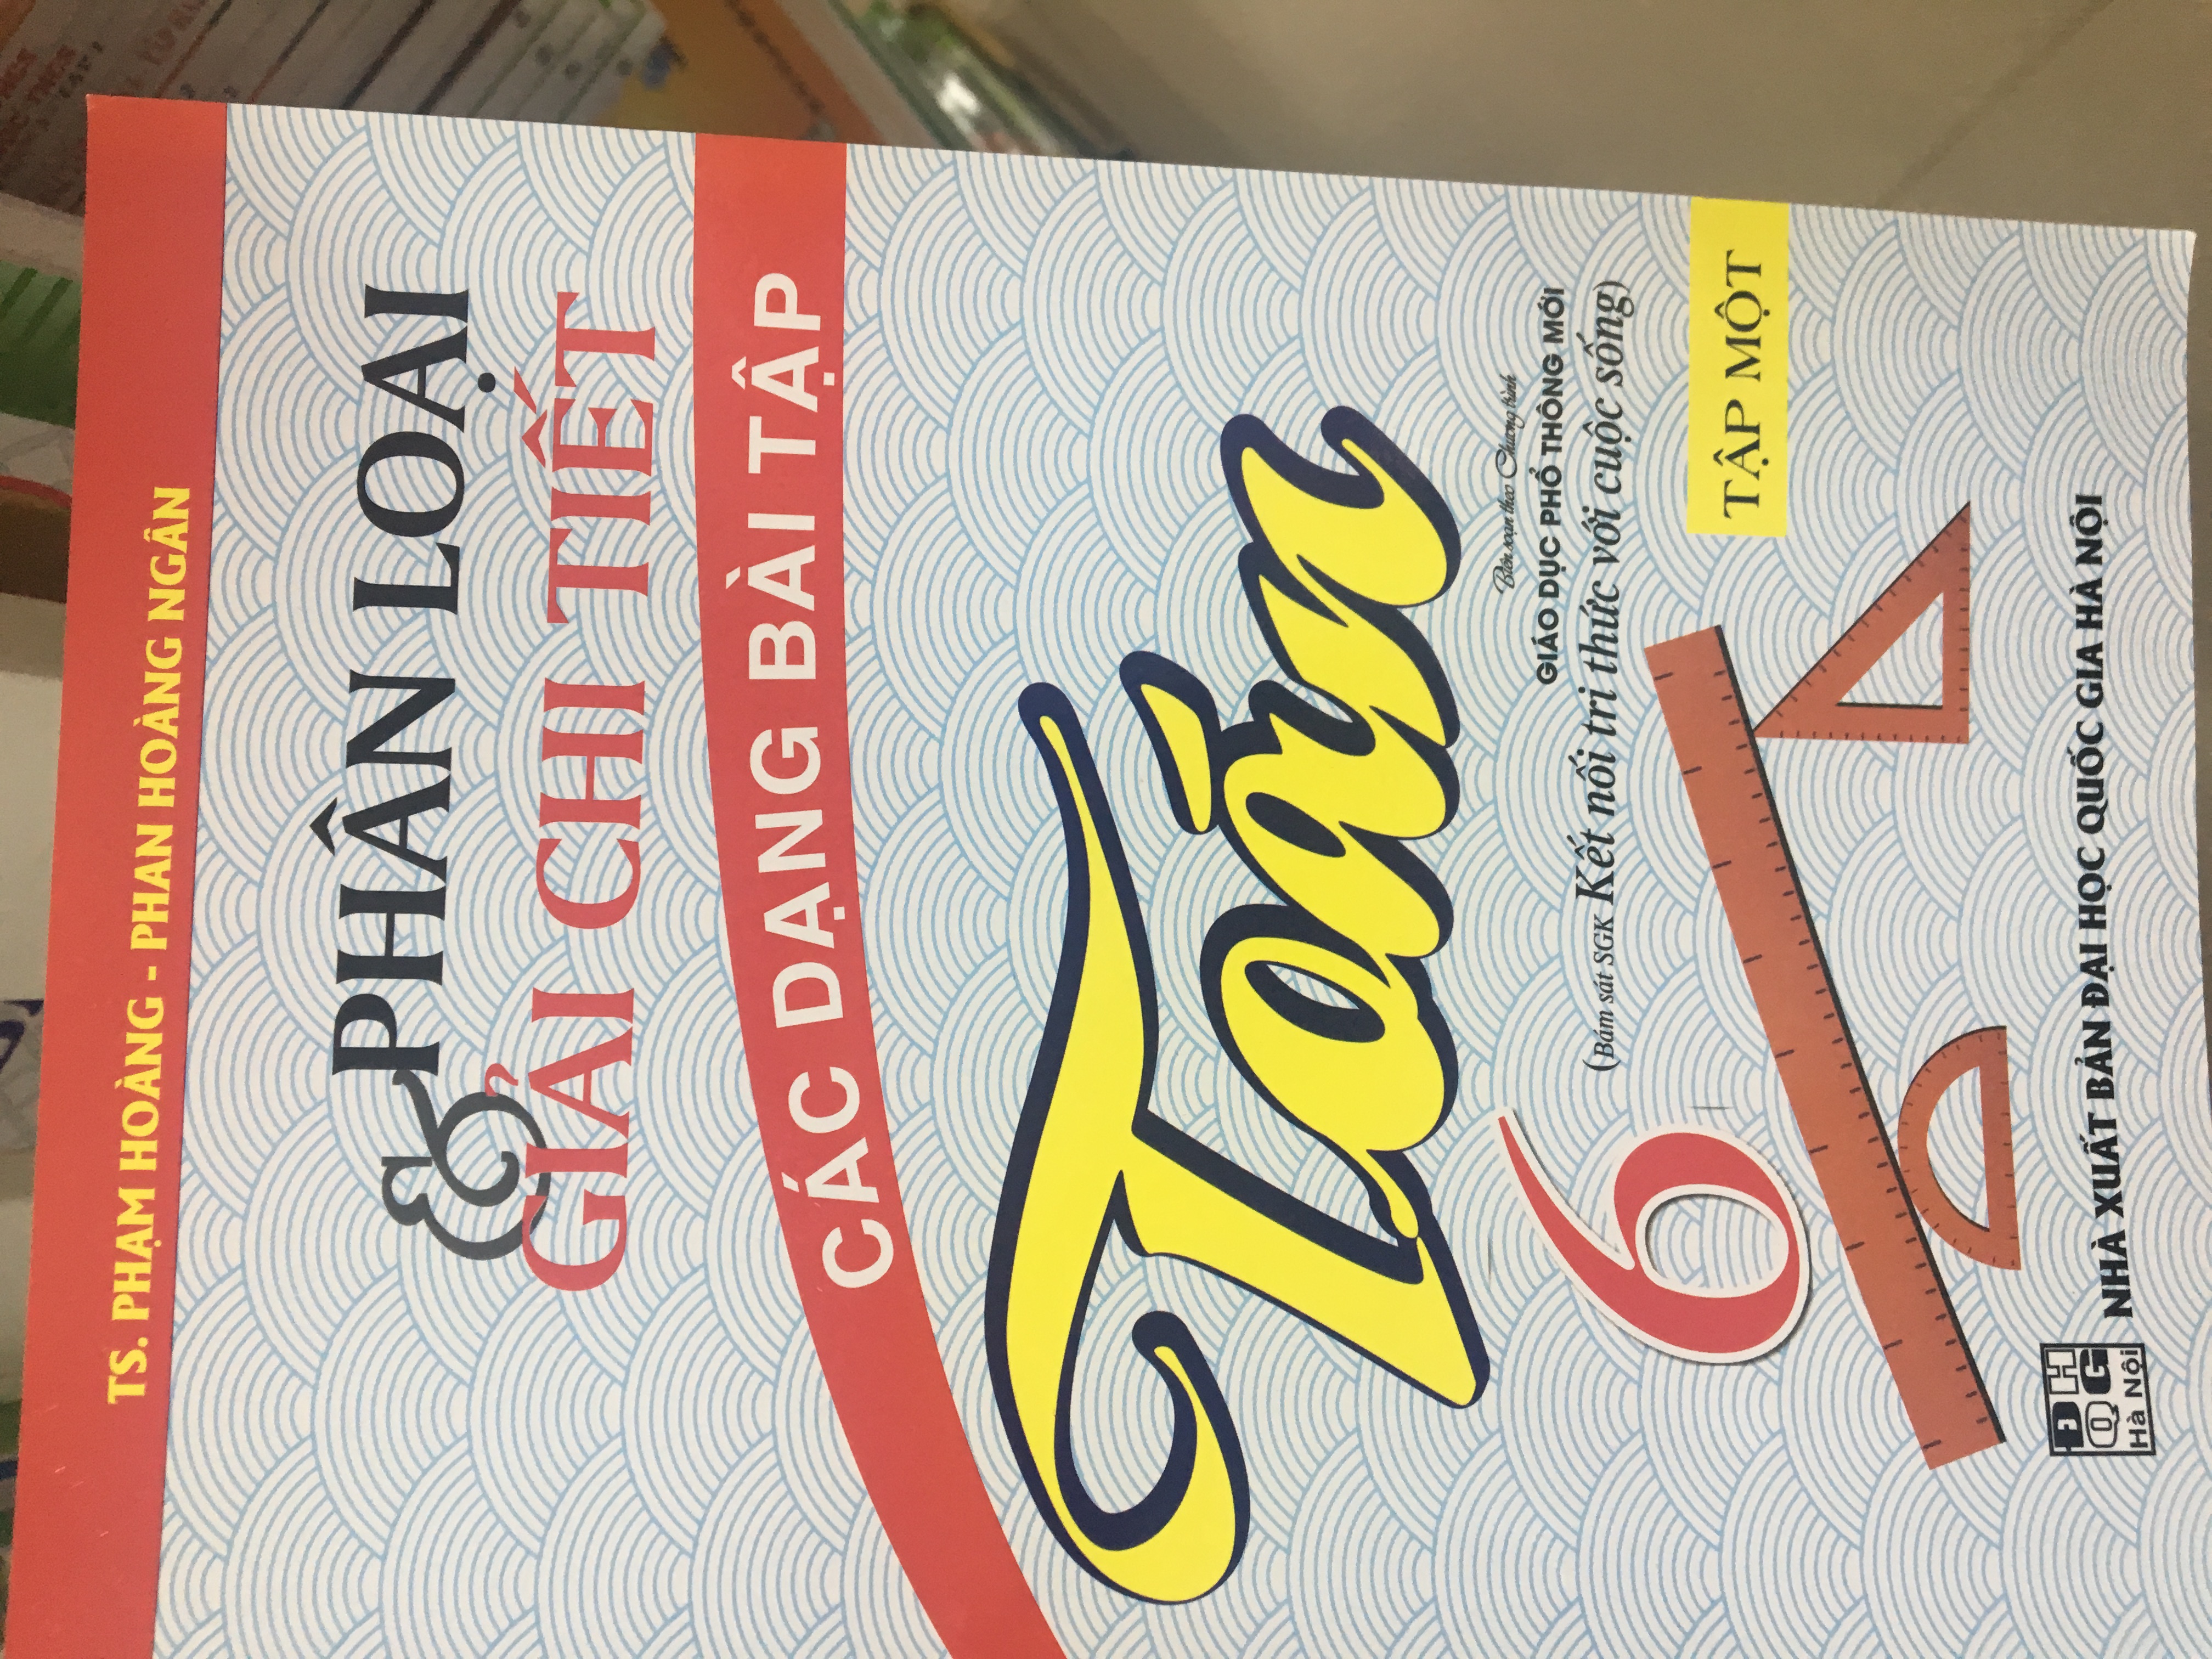 TS. PHẠM HOÀNG - PHAN HOÀNG NGÂN
PHÂN LOẠI
&
GIẢI CHI TIẾT
CÁC DẠNG BÀI TẬP
Toán
6
Biên soạn theo Chương trình
GIÁO DỤC PHỔ THÔNG MỚI
(Bám sát SGK Kết nối tri thức với cuộc sống)
TẬP MỘT
ĐH
QG
Hà Nội
NHÀ XUẤT BẢN ĐẠI HỌC QUỐC GIA HÀ NỘI